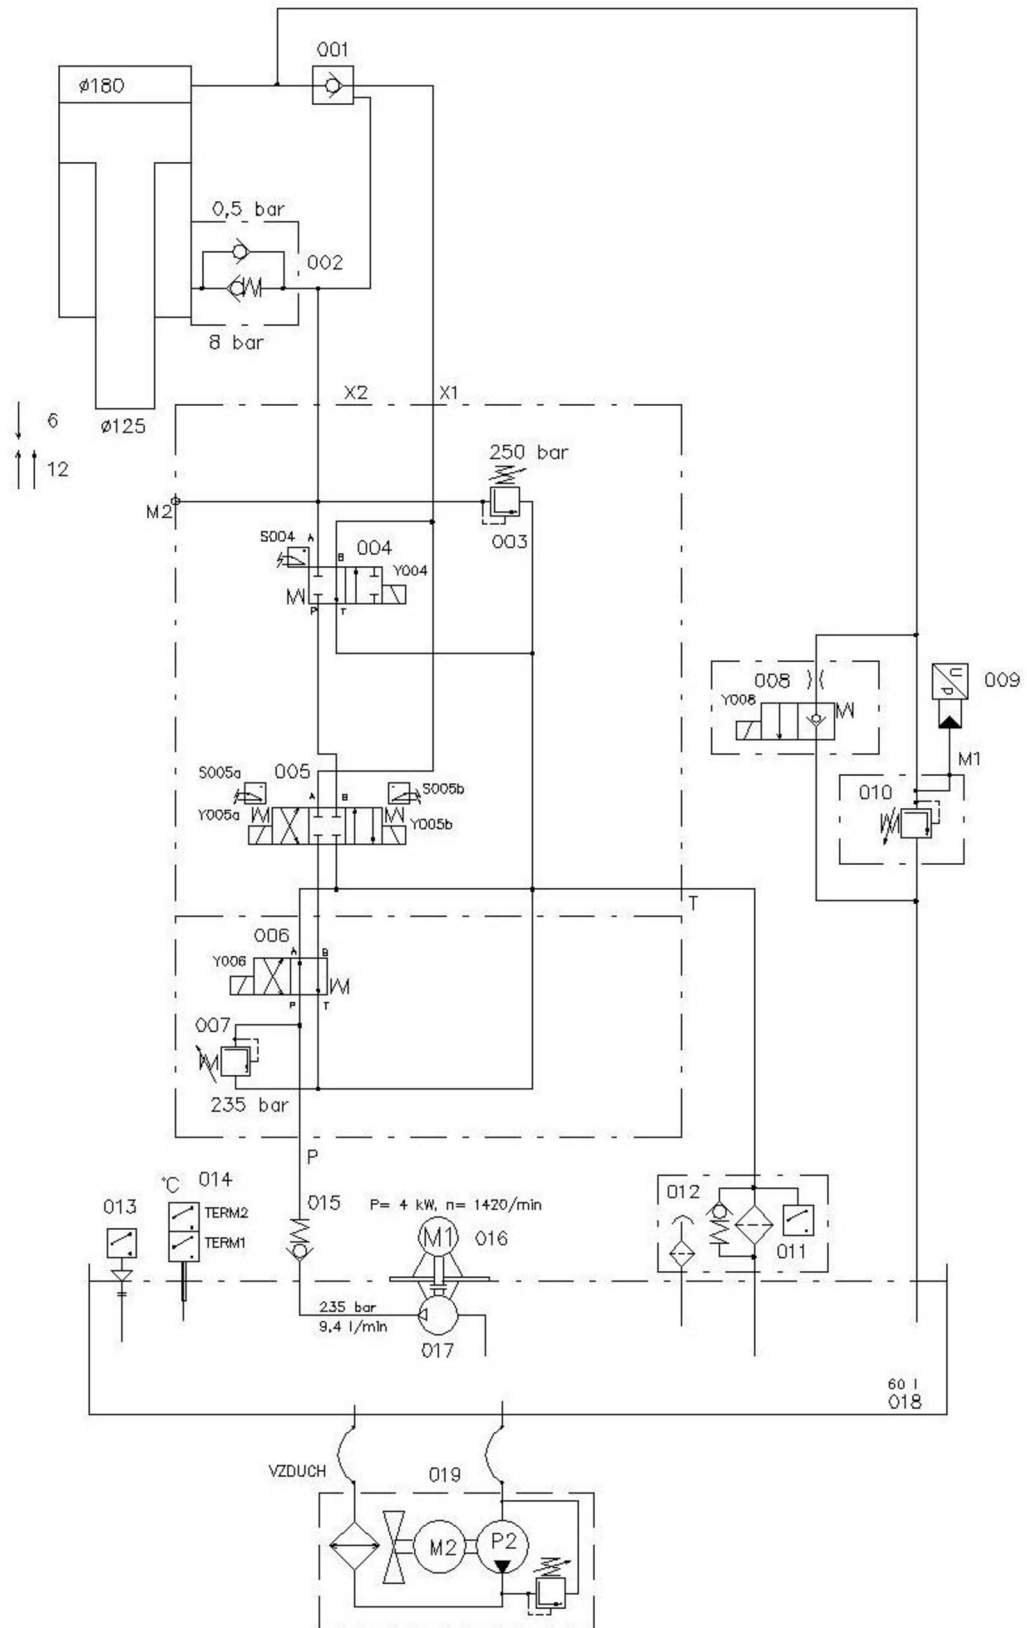 001
ø180
0,5 bar
002
8 bar
X2
X1
6
ø125
12
250 bar
M2
S004
A
B
004
003
Y004
P
T
008
Y008
009
p
U
M1
010
S005a
005
S005b
A
B
Y005a
Y005b
T
006
A
B
Y006
P
T
007
235 bar
P
°C
014
013
TERM2
TERM1
015
P= 4 kW, n= 1420/min
M1
016
012
011
235 bar
9,4 l/min
017
60 l
018
VZDUCH
019
M2
P2